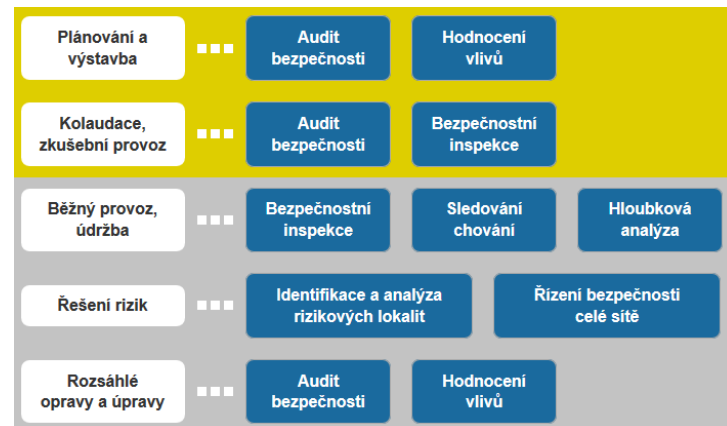 Plánování a
výstavba
Audit
bezpečnosti
Hodnocení
vlivů
Kolaudace,
zkušební provoz
Audit
bezpečnosti
Bezpečnostní
inspekce
Běžný provoz,
údržba
Bezpečnostní
inspekce
Sledování
chování
Hloubková
analýza
Řešení rizik
Identifikace a analýza
rizikových lokalit
Řízení bezpečnosti
celé sítě
Rozsáhlé
opravy a úpravy
Audit
bezpečnosti
Hodnocení
vlivů